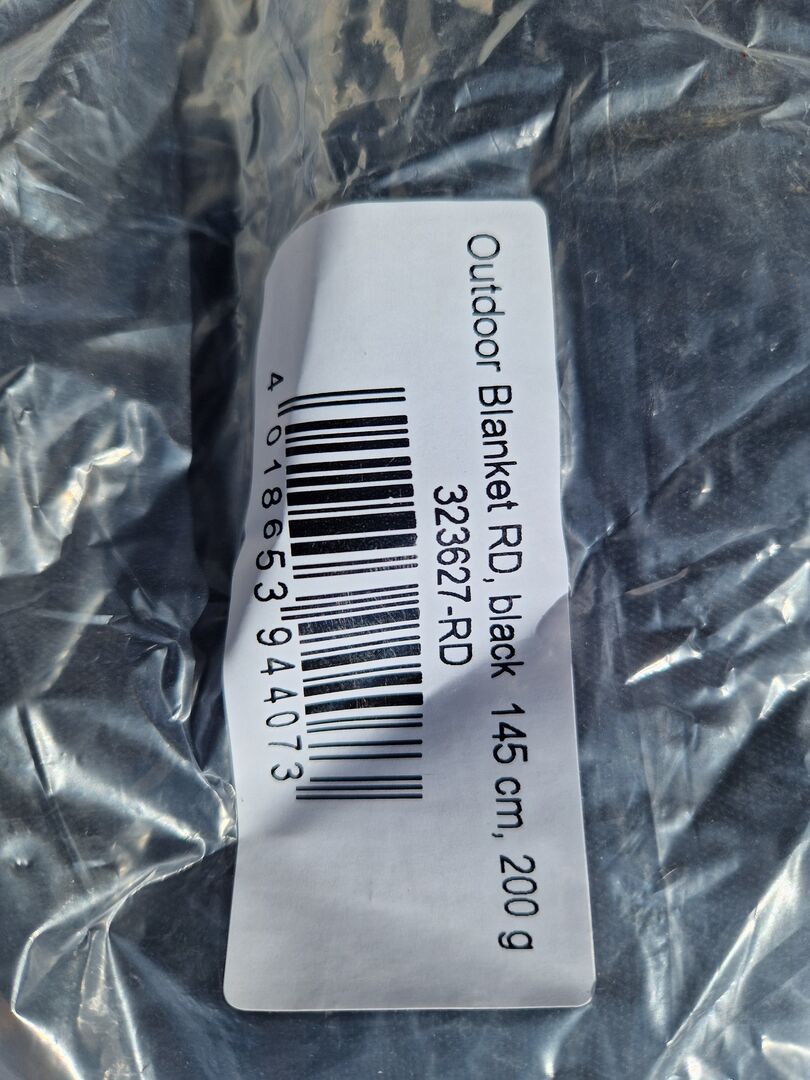 Outdoor Blanket RD, black 145 cm, 200 g
323627-RD
4 018653 944073